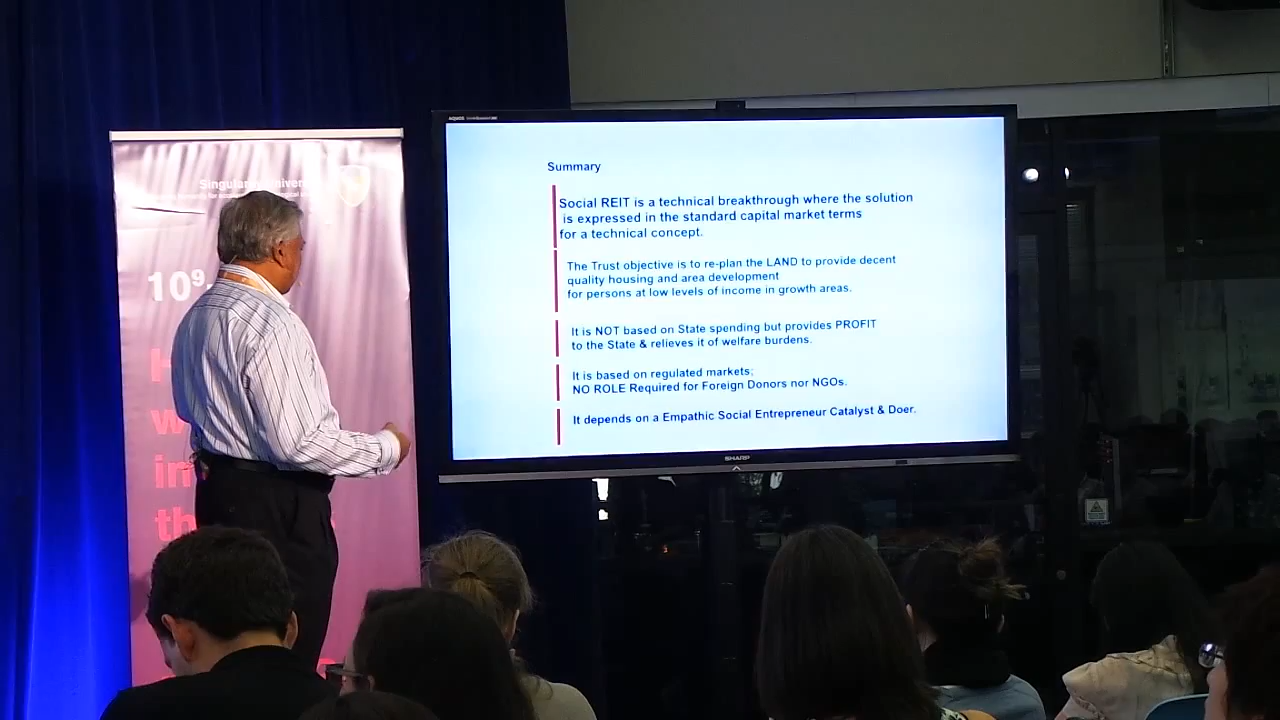 Singular
10⁹
AQUOS
Summary
Social REIT is a technical breakthrough where the solution
is expressed in the standard capital market terms
for a technical concept.
The Trust objective is to re-plan the LAND to provide decent
quality housing and area development
for persons at low levels of income in growth areas.
It is NOT based on State spending but provides PROFIT
to the State & relieves it of welfare burdens.
It is based on regulated markets;
NO ROLE Required for Foreign Donors nor NGOs.
It depends on a Empathic Social Entrepreneur Catalyst & Doer.
SHARP